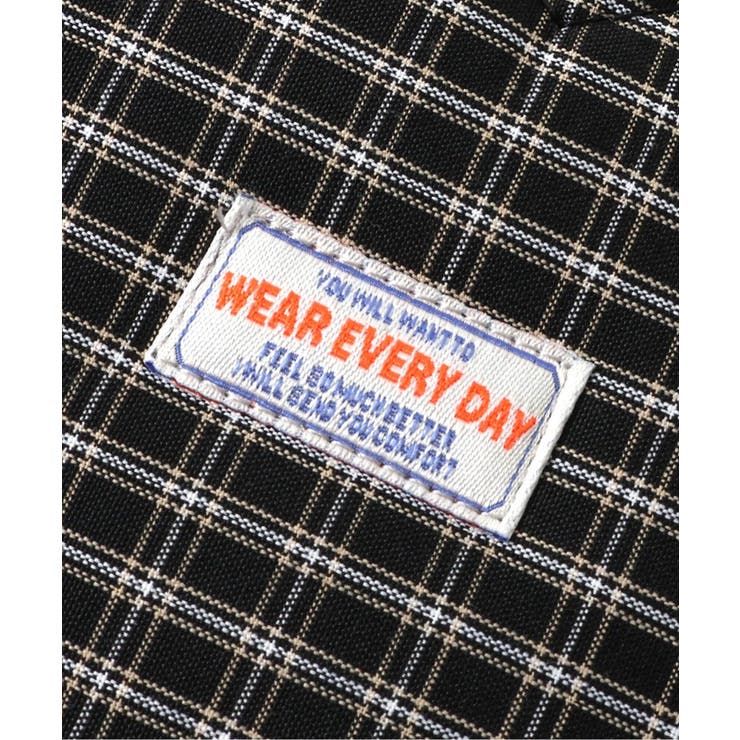 YOU WILL WANT TO
WEAR EVERY DAY
FEEL SO MUCH BETTER
I WILL SEND YOU COMFORT